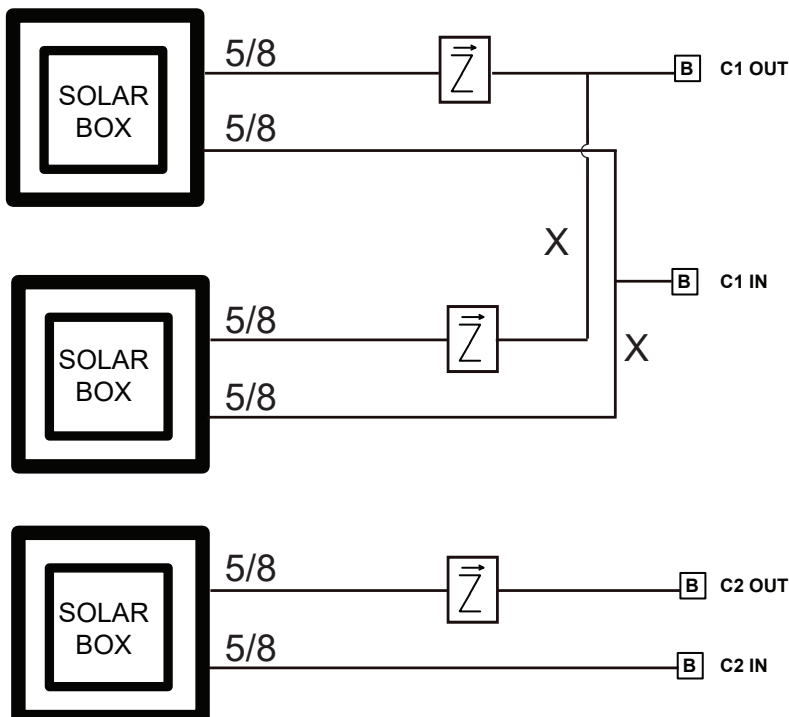 5/8
SOLAR
BOX
B C1 OUT
5/8
X
B C1 IN
5/8
SOLAR
BOX
X
5/8
5/8
SOLAR
BOX
B C2 OUT
5/8
B C2 IN